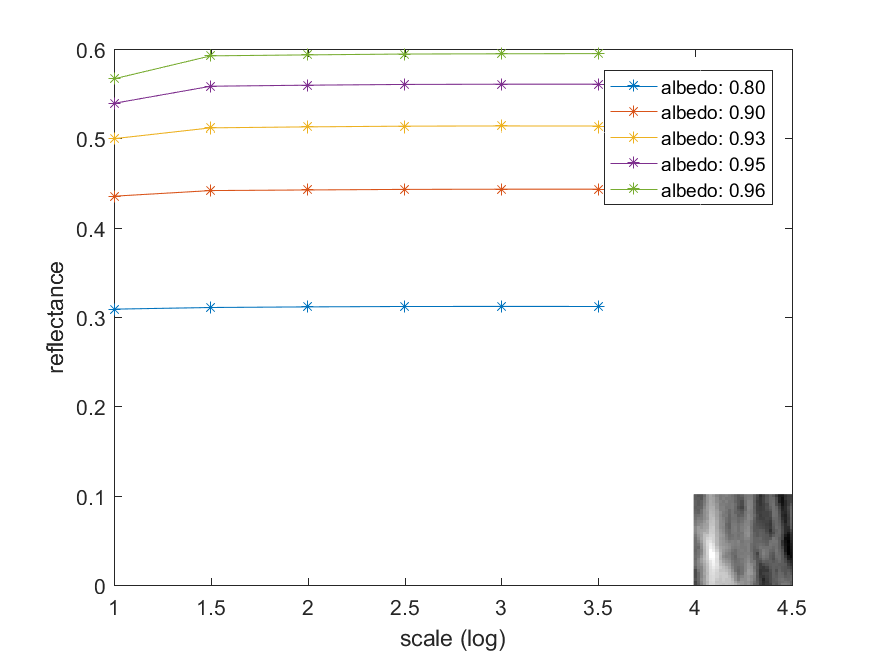 0.6
0.5
0.4
0.3
0.2
0.1
0
reflectance
albedo: 0.80
albedo: 0.90
albedo: 0.93
albedo: 0.95
albedo: 0.96
1 1.5 2 2.5 3 3.5 4 4.5
scale (log)